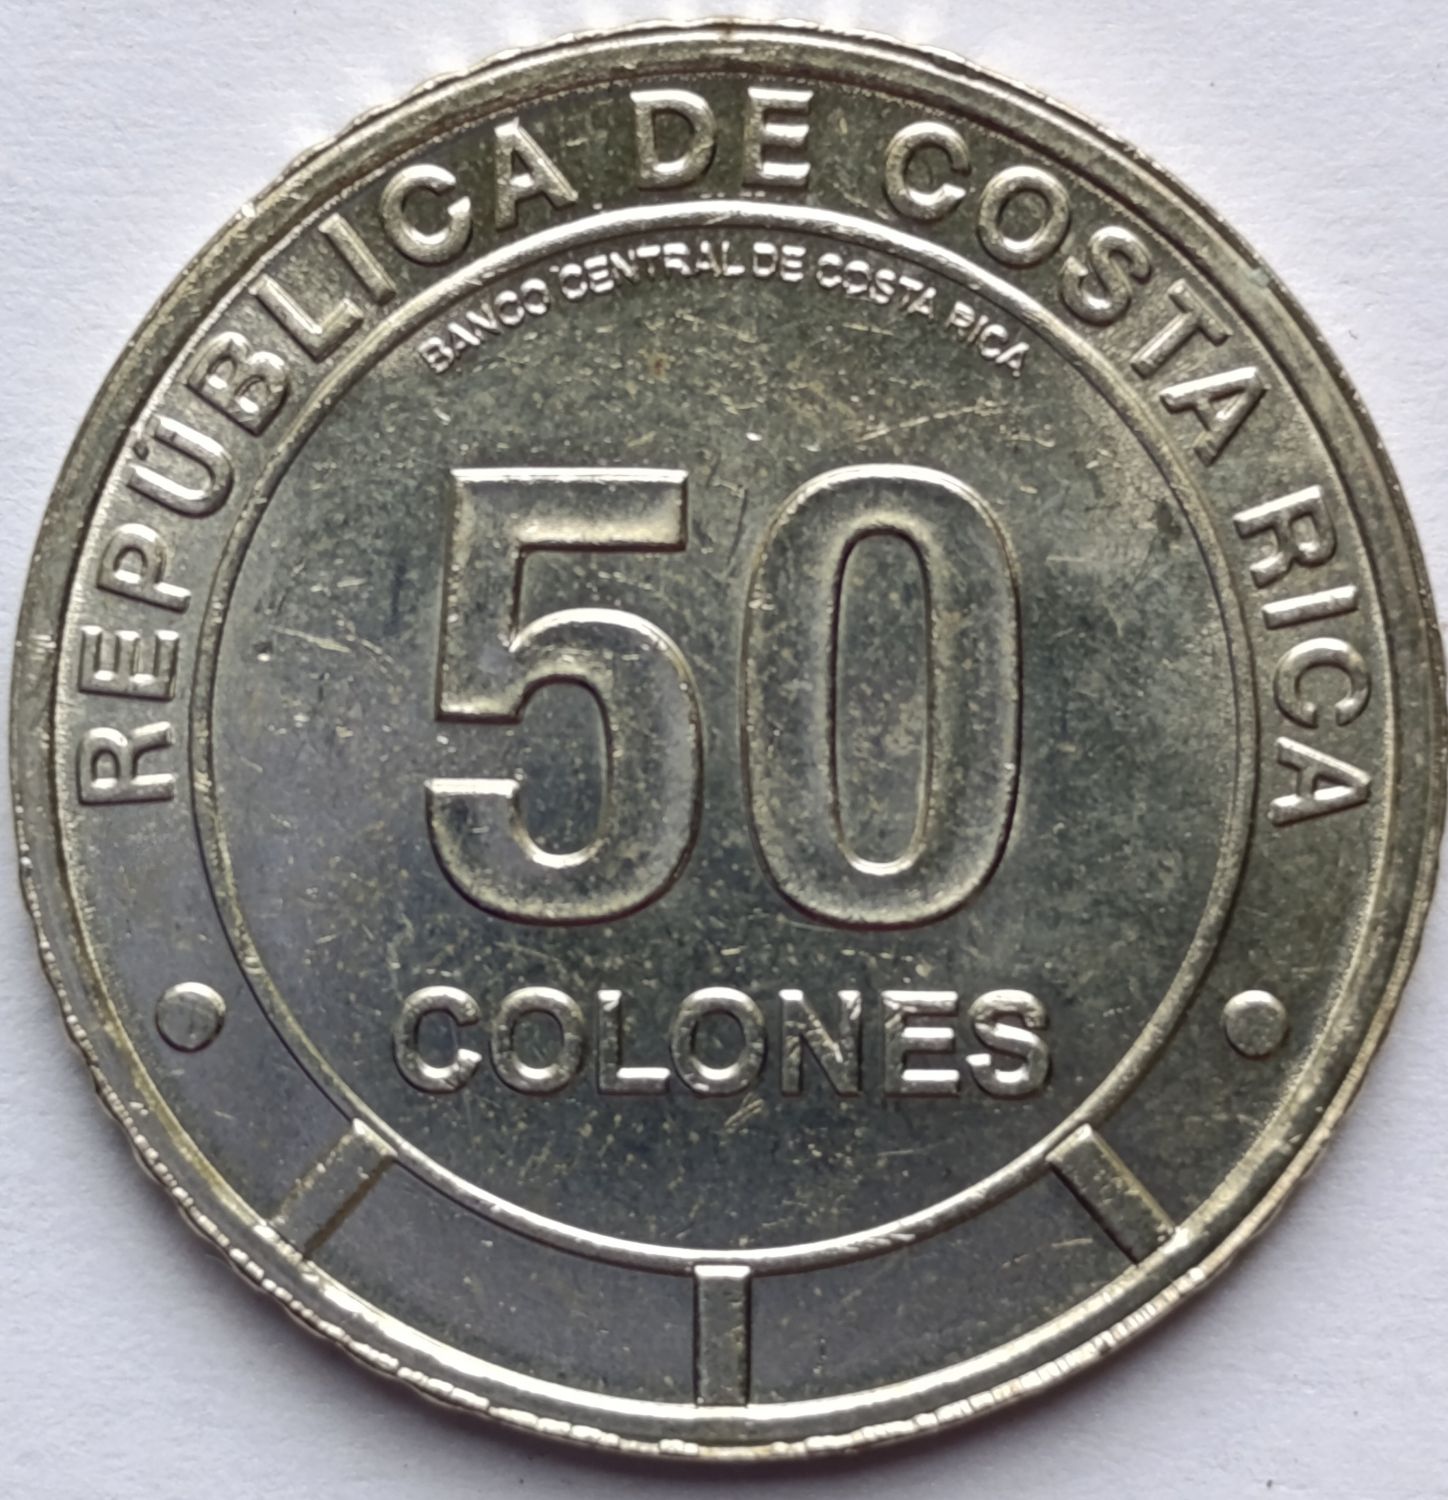 REPÚBLICA DE COSTA RICA
BANCO CENTRAL DE COSTA RICA
50
COLONES